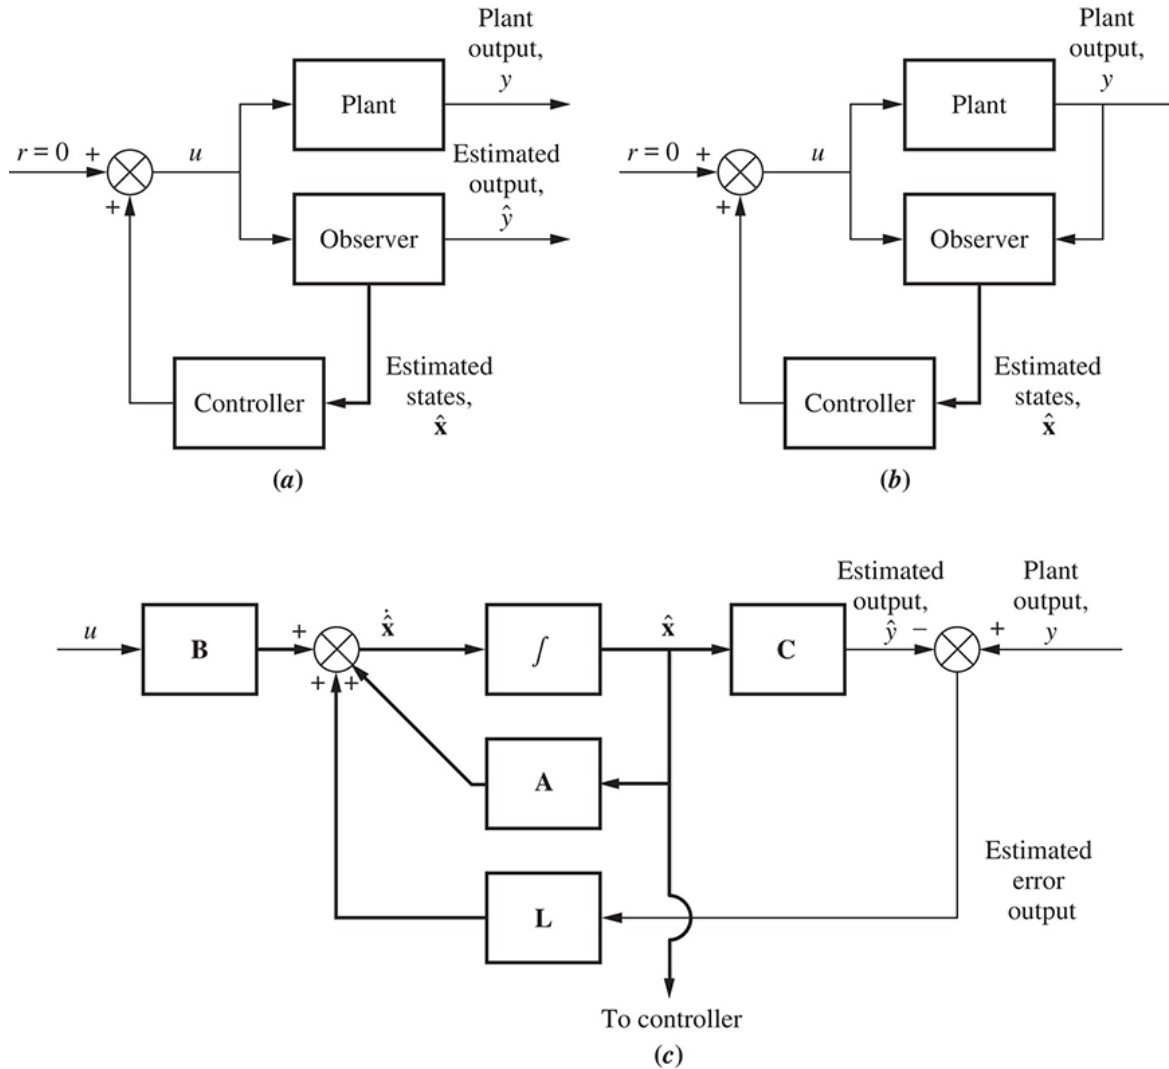 Plant
output,
y
Plant
r = 0 + u
Estimated
output,
ŷ
+
Observer
Controller
Estimated
states,
x̂
(a)
Plant
output,
y
Plant
r = 0 + u
+
Observer
Controller
Estimated
states,
x̂
(b)
Estimated
output,
ŷ −
Plant
output,
+ y
u B + x̂̇ ∫ x̂ C
+ +
A
L
Estimated
error
output
To controller
(c)